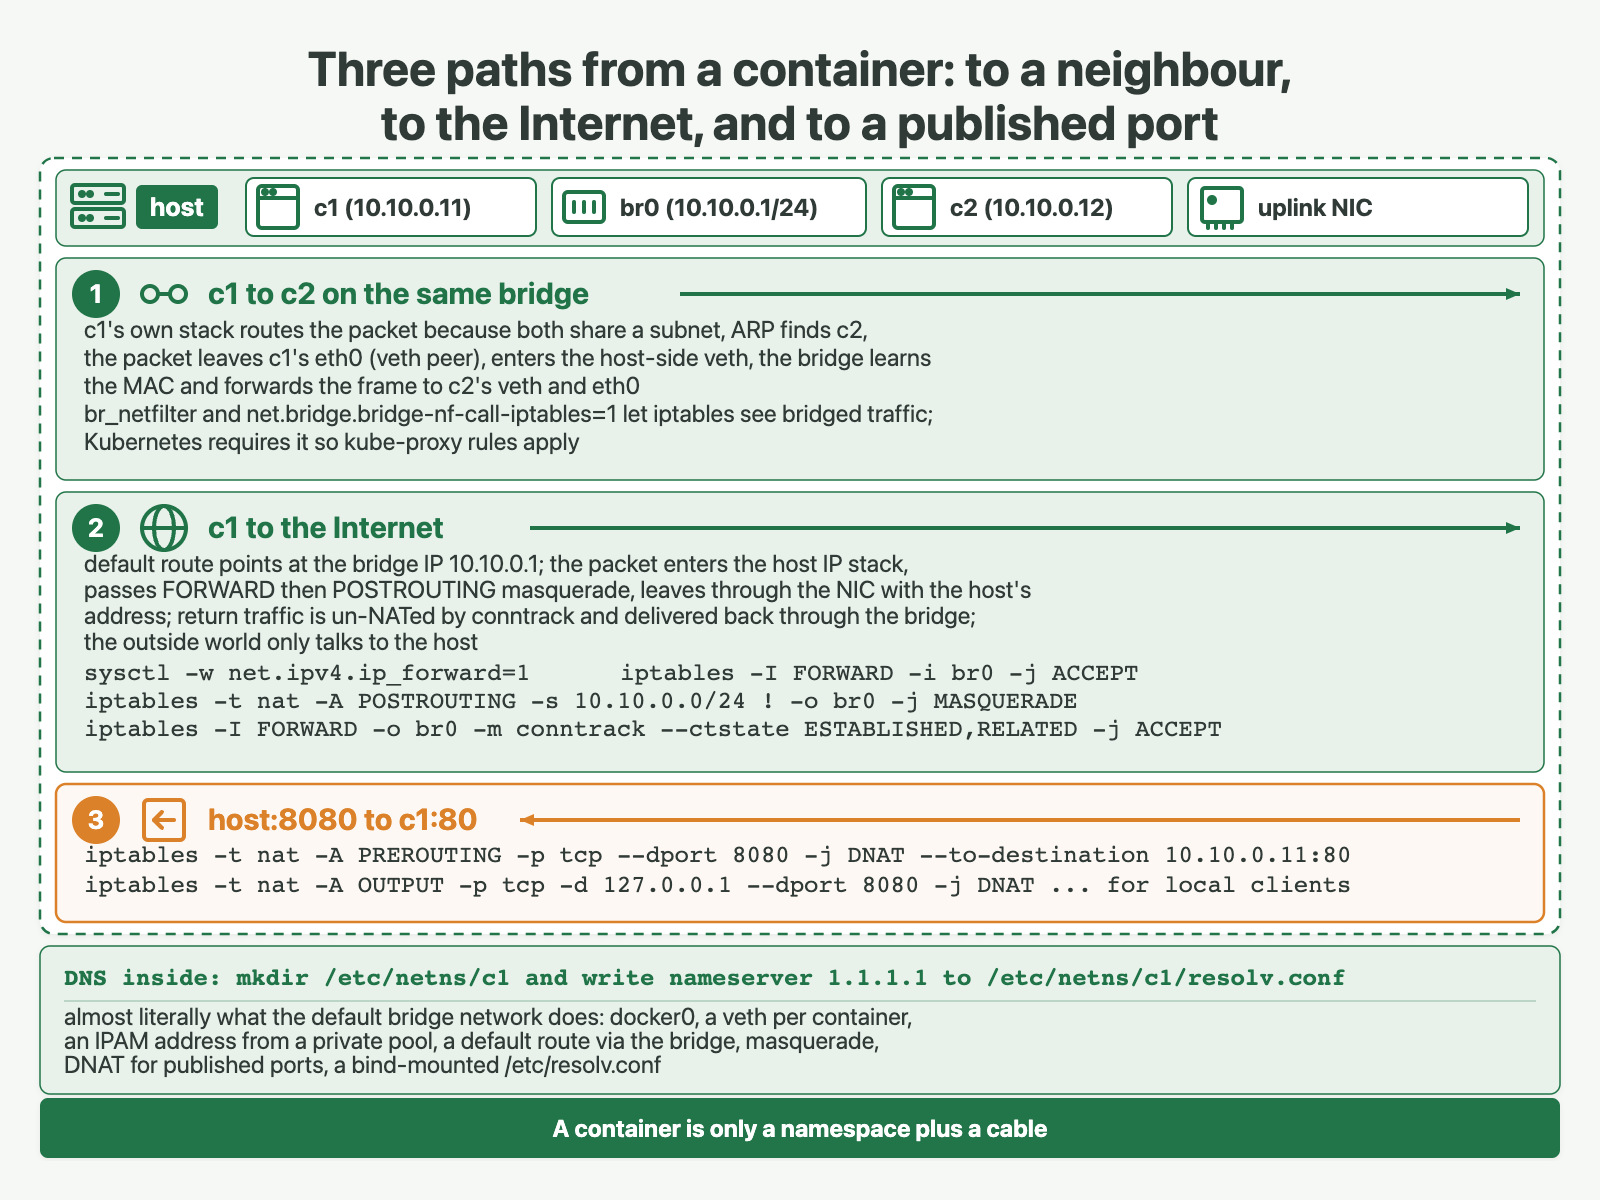 Three paths from a container: to a neighbour,
to the Internet, and to a published port
host
c1 (10.10.0.11)
br0 (10.10.0.1/24)
c2 (10.10.0.12)
uplink NIC
1
c1 to c2 on the same bridge
c1's own stack routes the packet because both share a subnet, ARP finds c2,
the packet leaves c1's eth0 (veth peer), enters the host-side veth, the bridge learns
the MAC and forwards the frame to c2's veth and eth0
br_netfilter and net.bridge.bridge-nf-call-iptables=1 let iptables see bridged traffic;
Kubernetes requires it so kube-proxy rules apply
2
c1 to the Internet
default route points at the bridge IP 10.10.0.1; the packet enters the host IP stack,
passes FORWARD then POSTROUTING masquerade, leaves through the NIC with the host's
address; return traffic is un-NATed by conntrack and delivered back through the bridge;
the outside world only talks to the host
sysctl -w net.ipv4.ip_forward=1 iptables -I FORWARD -i br0 -j ACCEPT
iptables -t nat -A POSTROUTING -s 10.10.0.0/24 ! -o br0 -j MASQUERADE
iptables -I FORWARD -o br0 -m conntrack --ctstate ESTABLISHED,RELATED -j ACCEPT
3
host:8080 to c1:80
iptables -t nat -A PREROUTING -p tcp --dport 8080 -j DNAT --to-destination 10.10.0.11:80
iptables -t nat -A OUTPUT -p tcp -d 127.0.0.1 --dport 8080 -j DNAT ... for local clients
DNS inside: mkdir /etc/netns/c1 and write nameserver 1.1.1.1 to /etc/netns/c1/resolv.conf
almost literally what the default bridge network does: docker0, a veth per container,
an IPAM address from a private pool, a default route via the bridge, masquerade,
DNAT for published ports, a bind-mounted /etc/resolv.conf
A container is only a namespace plus a cable